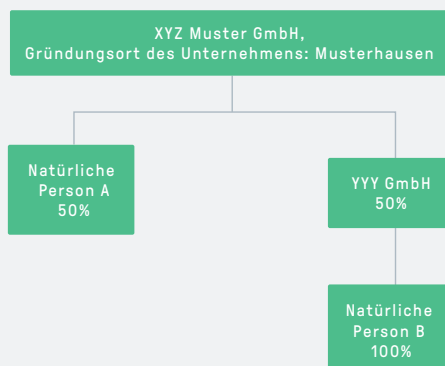 XYZ Muster GmbH,
Gründungsort des Unternehmens: Musterhausen
Natürliche
Person A
50%
YYY GmbH
50%
Natürliche
Person B
100%